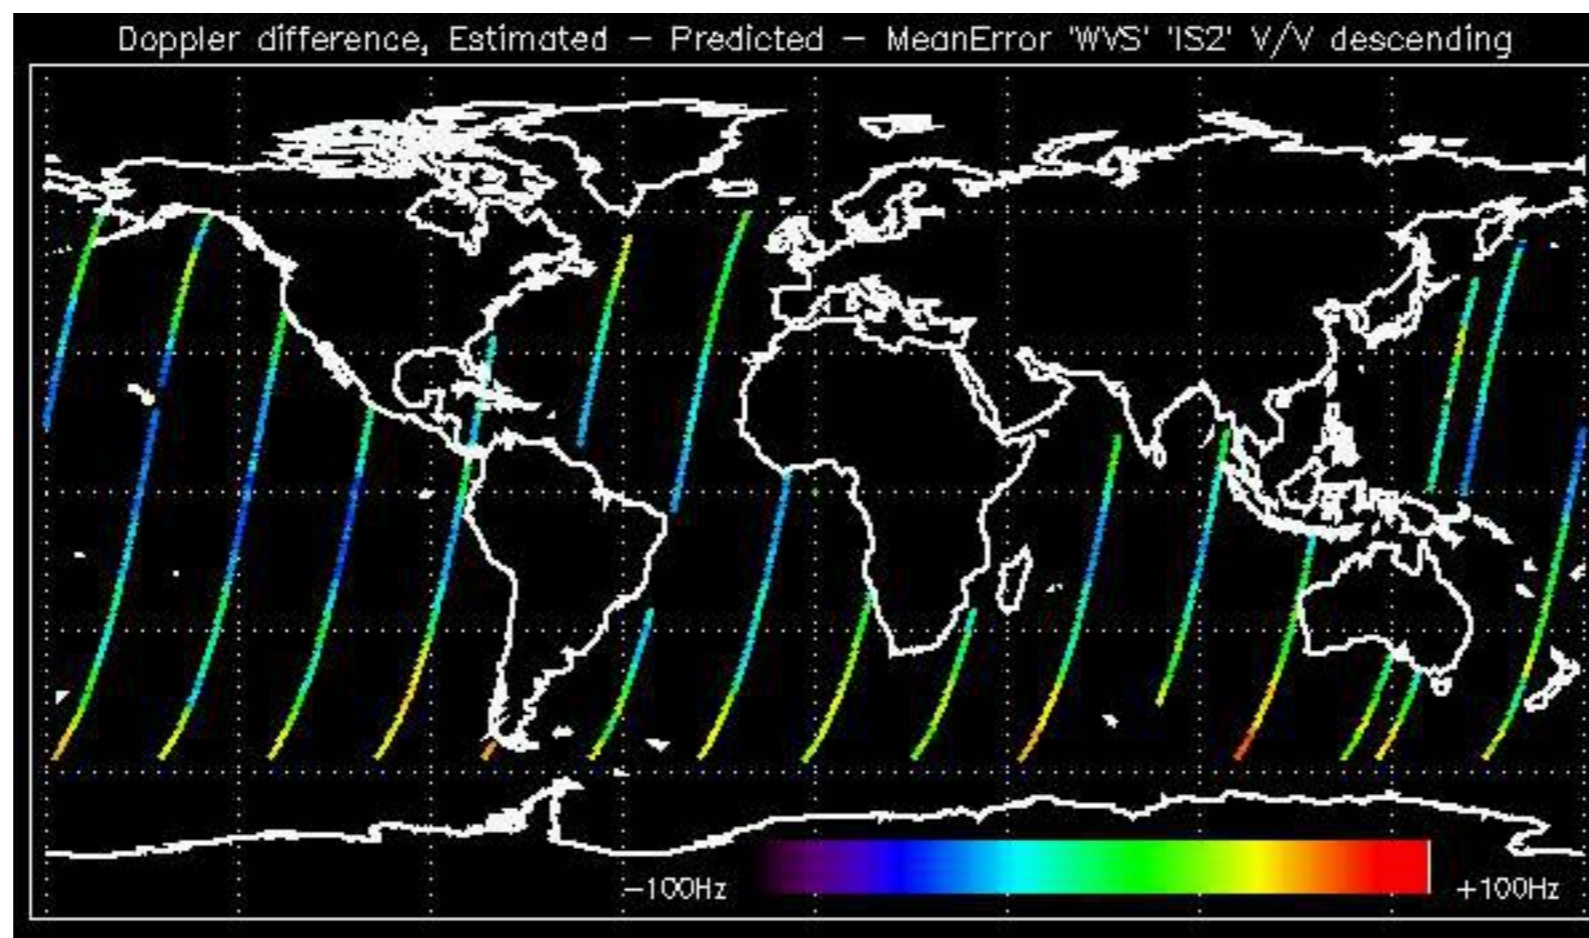 Doppler difference, Estimated – Predicted – MeanError 'WVS' 'IS2' V/V descending
–100Hz
+100Hz